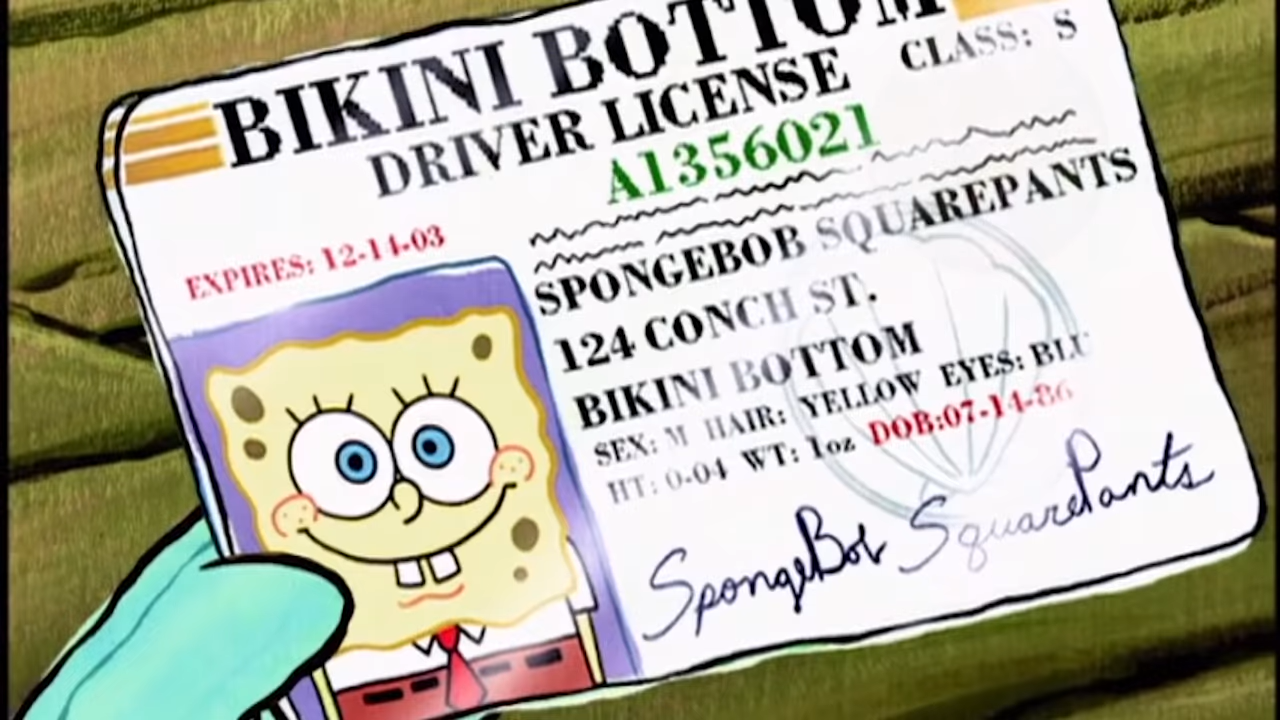 BIKINI BOTTOM
DRIVER LICENSE
CLASS: S
A1356021
EXPIRES: 12-14-03
SPONGEBOB SQUAREPANTS
124 CONCH ST.
BIKINI BOTTOM
SEX: M HAIR: YELLOW EYES: BLU
HT: 0-04 WT: 1oz DOB:07-14-86
SpongeBob SquarePants